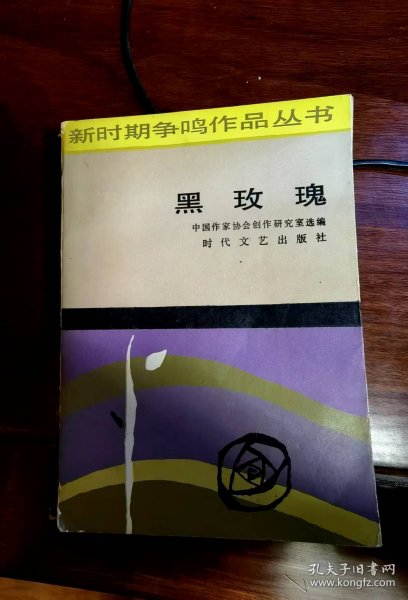 新时期争鸣作品丛书
黑玫瑰
中国作家协会创作研究室选编
时代文艺出版社
孔夫子旧书网
www.kongfz.com